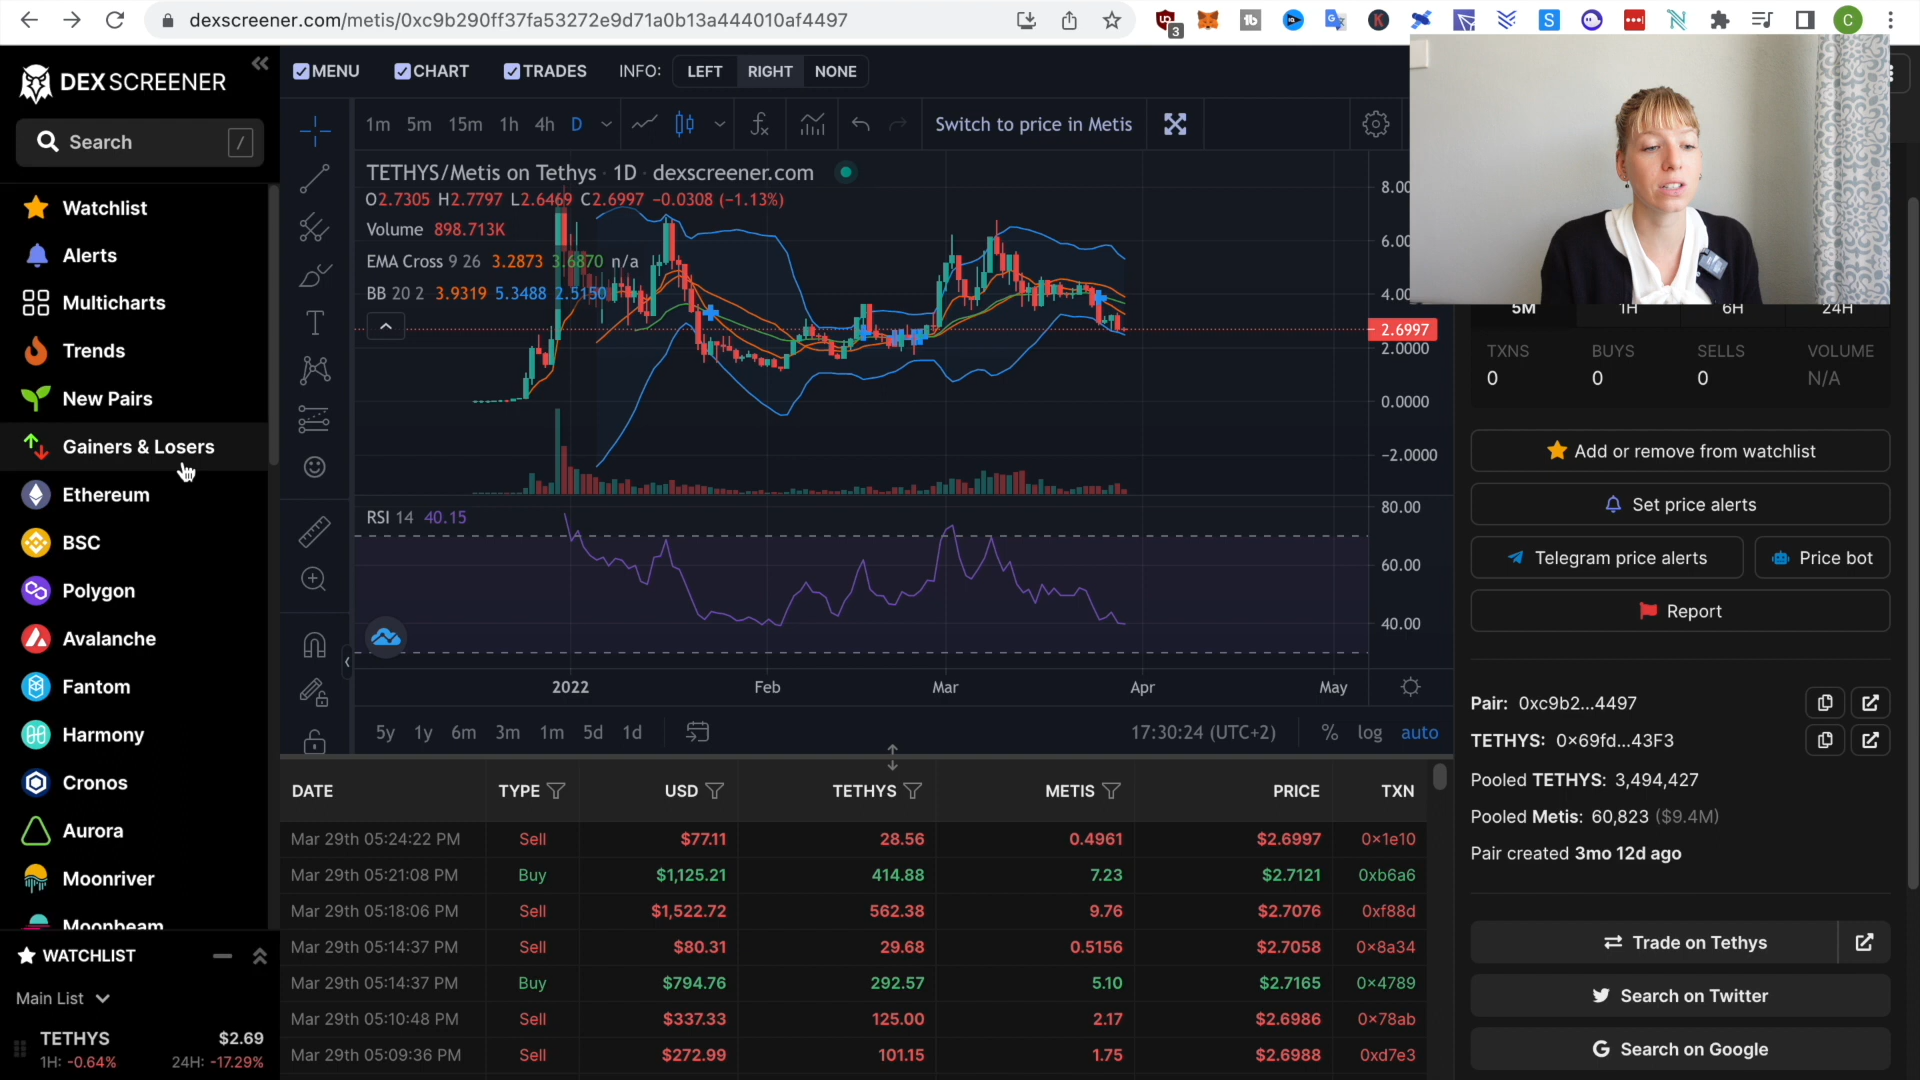 dexscreener.com/metis/0xc9b290ff37fa53272e9d71a0b13a444010af4497
3
C
DEX SCREENER
MENU CHART TRADES INFO: LEFT RIGHT NONE
Search /
1m 5m 15m 1h 4h D Switch to price in Metis
TETHYS/Metis on Tethys · 1D · dexscreener.com
O2.7305 H2.7797 L2.6469 C2.6997 −0.0308 (−1.13%)
Volume 898.713K
EMA Cross 9 26 3.2873 3.6870 n/a
BB 20 2 3.9319 5.3488 2.5150
8.00
6.00
4.00
2.6997
2.0000
0.0000
−2.0000
RSI 14 40.15
80.00
60.00
40.00
2022 Feb Mar Apr May
5y 1y 6m 3m 1m 5d 1d 17:30:24 (UTC+2) % log auto
Watchlist
Alerts
Multicharts
Trends
New Pairs
Gainers & Losers
Ethereum
BSC
Polygon
Avalanche
Fantom
Harmony
Cronos
Aurora
Moonriver
Moonbeam
WATCHLIST
Main List
TETHYS $2.69
1H: -0.64% 24H: -17.29%
DATE TYPE USD TETHYS METIS PRICE TXN
Mar 29th 05:24:22 PM Sell $77.11 28.56 0.4961 $2.6997 0x1e10
Mar 29th 05:21:08 PM Buy $1,125.21 414.88 7.23 $2.7121 0xb6a6
Mar 29th 05:18:06 PM Sell $1,522.72 562.38 9.76 $2.7076 0xf88d
Mar 29th 05:14:37 PM Sell $80.31 29.68 0.5156 $2.7058 0x8a34
Mar 29th 05:14:37 PM Buy $794.76 292.57 5.10 $2.7165 0x4789
Mar 29th 05:10:48 PM Sell $337.33 125.00 2.17 $2.6986 0x78ab
Mar 29th 05:09:36 PM Sell $272.99 101.15 1.75 $2.6988 0xd7e3
5M 1H 6H 24H
TXNS BUYS SELLS VOLUME
0 0 0 N/A
Add or remove from watchlist
Set price alerts
Telegram price alerts Price bot
Report
Pair: 0xc9b2...4497
TETHYS: 0x69fd...43F3
Pooled TETHYS: 3,494,427
Pooled Metis: 60,823 ($9.4M)
Pair created 3mo 12d ago
Trade on Tethys
Search on Twitter
Search on Google